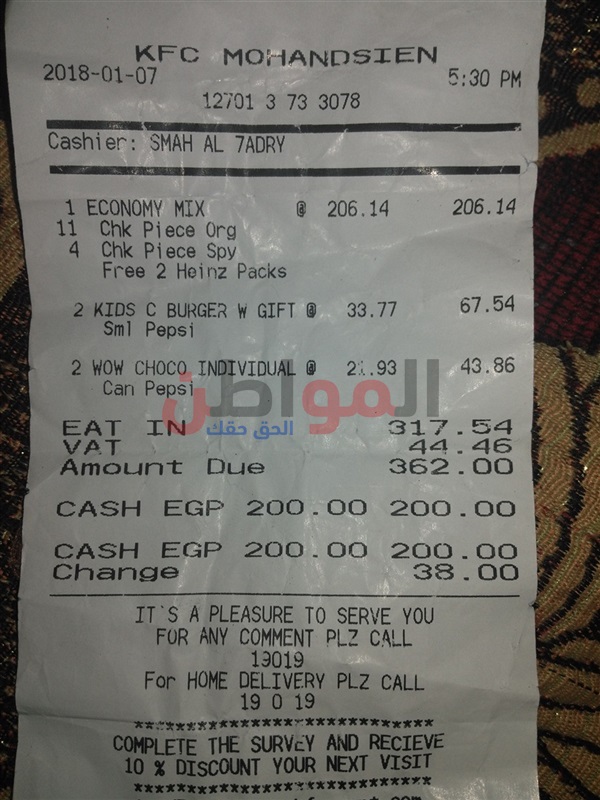 KFC MOHANDSIEN
2018-01-07 5:30 PM
12701 3 73 3078
Cashier: SMAH AL 7ADRY
1 ECONOMY MIX @ 206.14 206.14
11 Chk Piece Org
4 Chk Piece Spy
Free 2 Heinz Packs
2 KIDS C BURGER W GIFT @ 33.77 67.54
Sml Pepsi
2 WOW CHOCO INDIVIDUAL @ 21.93 43.86
Can Pepsi
المواطن
الحق حقك
EAT IN 317.54
VAT 44.46
Amount Due 362.00
CASH EGP 200.00 200.00
CASH EGP 200.00 200.00
Change 38.00
IT'S A PLEASURE TO SERVE YOU
FOR ANY COMMENT PLZ CALL
19019
For HOME DELIVERY PLZ CALL
19 0 19
*******************************
COMPLETE THE SURVEY AND RECIEVE
10 % DISCOUNT YOUR NEXT VISIT
*******************************